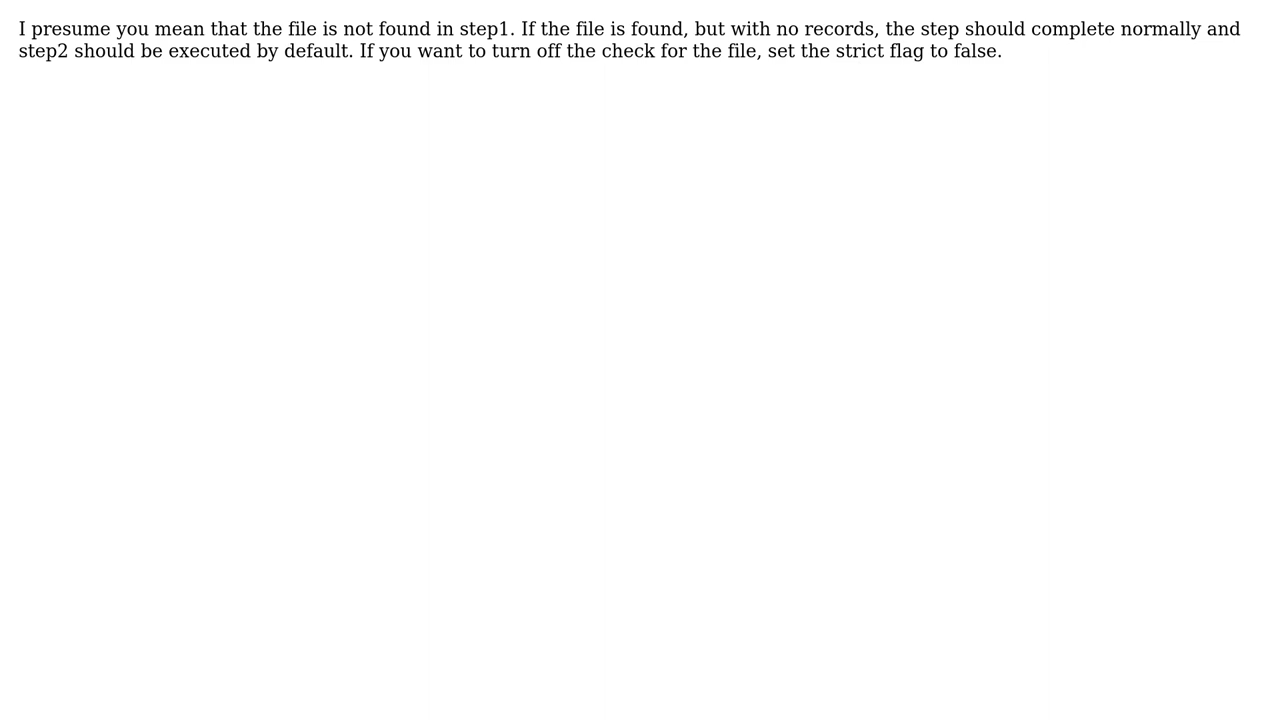 I presume you mean that the file is not found in step1. If the file is found, but with no records, the step should complete normally and
step2 should be executed by default. If you want to turn off the check for the file, set the strict flag to false.